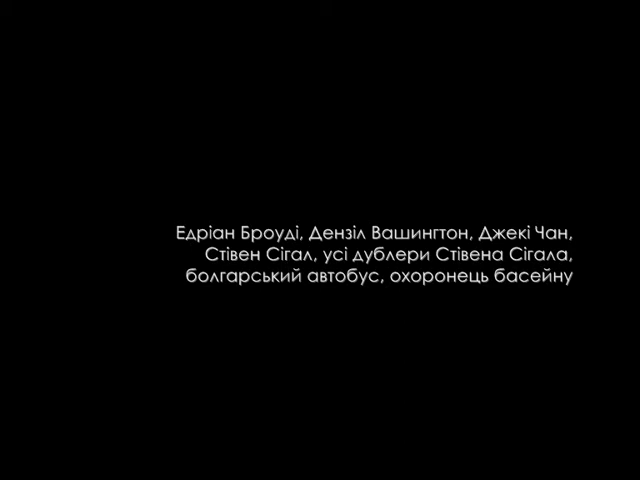 Едріан Броуді, Дензіл Вашингтон, Джекі Чан,
Стівен Сігал, усі дублери Стівена Сігала,
болгарський автобус, охоронець басейну